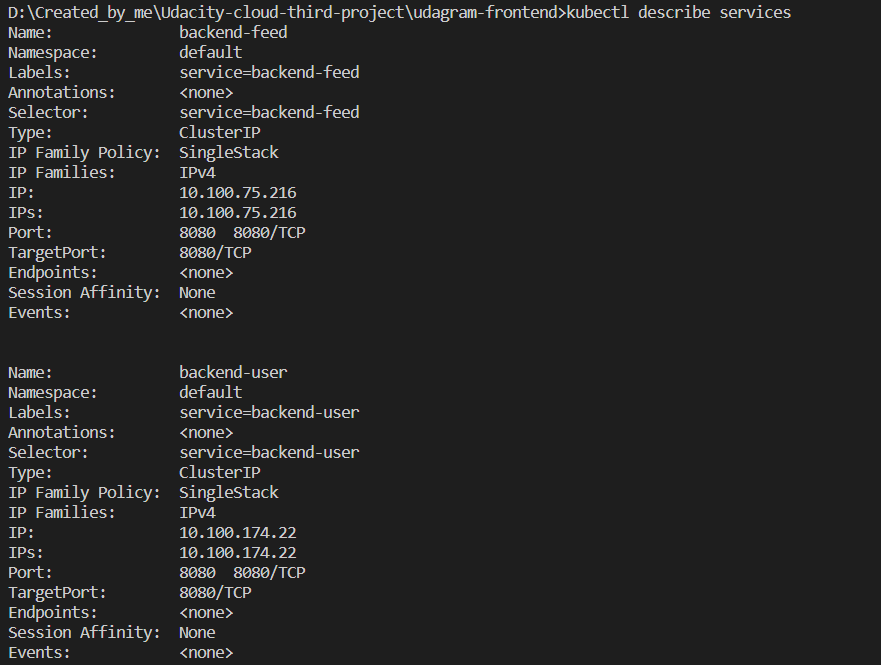 D:\Created_by_me\Udacity-cloud-third-project\udagram-frontend>kubectl describe services
Name:              backend-feed
Namespace:         default
Labels:            service=backend-feed
Annotations:       <none>
Selector:          service=backend-feed
Type:              ClusterIP
IP Family Policy:  SingleStack
IP Families:       IPv4
IP:                10.100.75.216
IPs:               10.100.75.216
Port:              8080  8080/TCP
TargetPort:        8080/TCP
Endpoints:         <none>
Session Affinity:  None
Events:            <none>
Name:              backend-user
Namespace:         default
Labels:            service=backend-user
Annotations:       <none>
Selector:          service=backend-user
Type:              ClusterIP
IP Family Policy:  SingleStack
IP Families:       IPv4
IP:                10.100.174.22
IPs:               10.100.174.22
Port:              8080  8080/TCP
TargetPort:        8080/TCP
Endpoints:         <none>
Session Affinity:  None
Events:            <none>